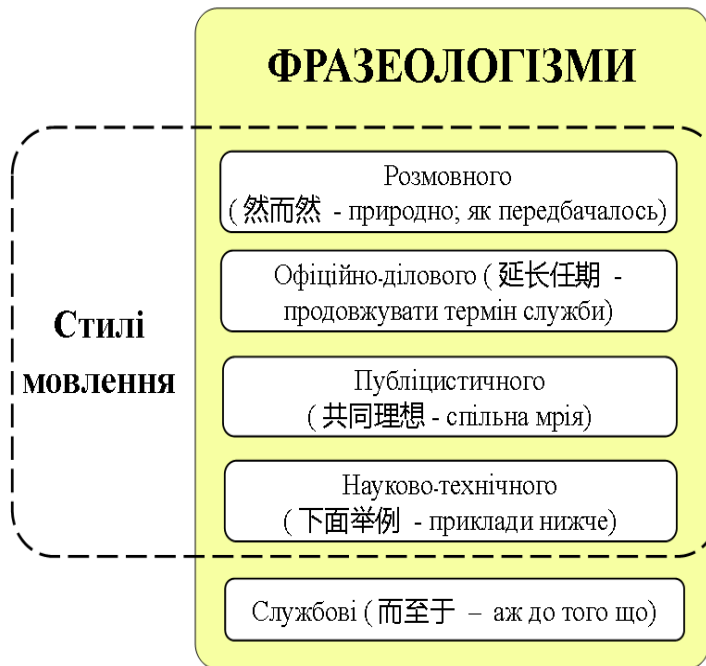 ФРАЗЕОЛОГІЗМИ
Стилі
мовлення
Розмовного
( 然而然 - природно; як передбачалось)
Офіційно-ділового ( 延长任期 -
продовжувати термін служби)
Публіцистичного
( 共同理想 - спільна мрія)
Науково-технічного
( 下面举例 - приклади нижче)
Службові ( 而至于 – аж до того що)